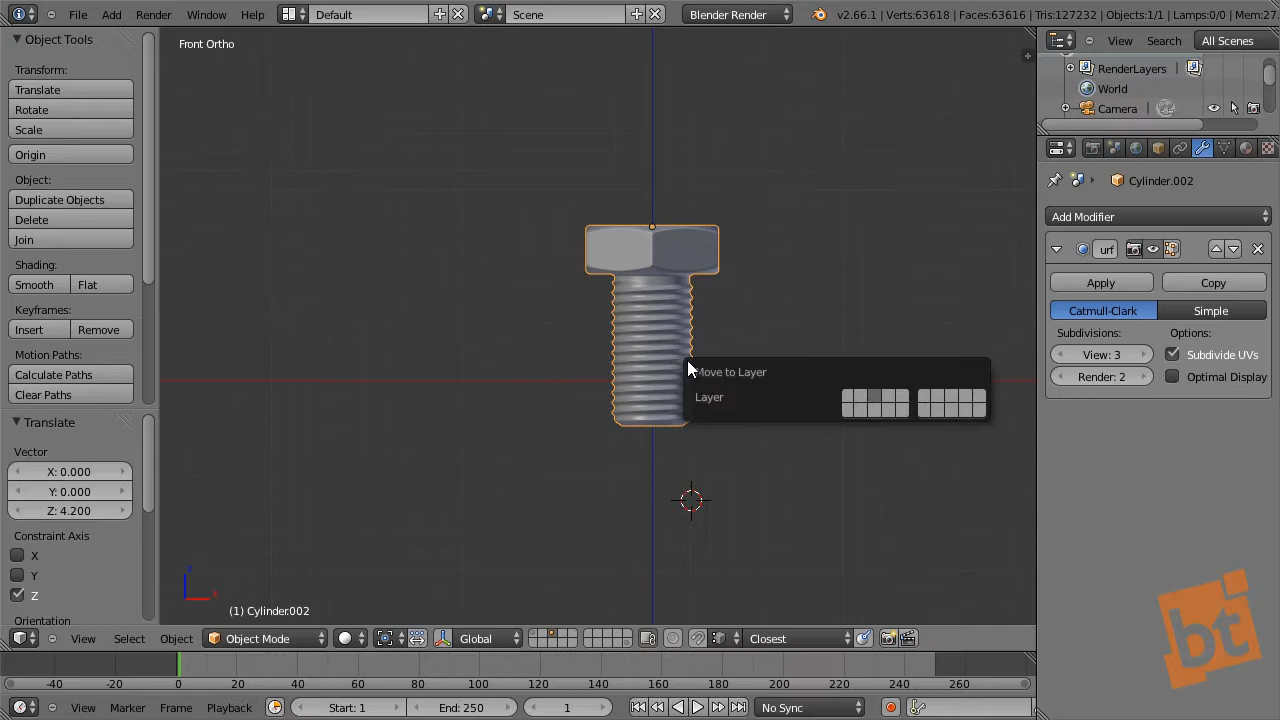 File Add Render Window Help Default Scene Blender Render v2.66.1 | Verts:63618 | Faces:63616 | Tris:127232 | Objects:1/1 | Lamps:0/0 | Mem:27.
Object Tools
Transform:
Translate
Rotate
Scale
Origin
Object:
Duplicate Objects
Delete
Join
Shading:
Smooth Flat
Keyframes:
Insert Remove
Motion Paths:
Calculate Paths
Clear Paths
Translate
Vector
X: 0.000
Y: 0.000
Z: 4.200
Constraint Axis
X
Y
Z
Orientation
Front Ortho
Move to Layer
Layer
z
x
(1) Cylinder.002
View Search All Scenes
RenderLayers
World
Camera
Cylinder.002
Add Modifier
urf
Apply Copy
Catmull-Clark Simple
Subdivisions: Options:
View: 3 Subdivide UVs
Render: 2 Optimal Display
View Select Object Object Mode Global Closest
-40 -20 0 20 40 60 80 100 120 140 160 180 200 220 240 260
View Marker Frame Playback Start: 1 End: 250 1 No Sync
bt